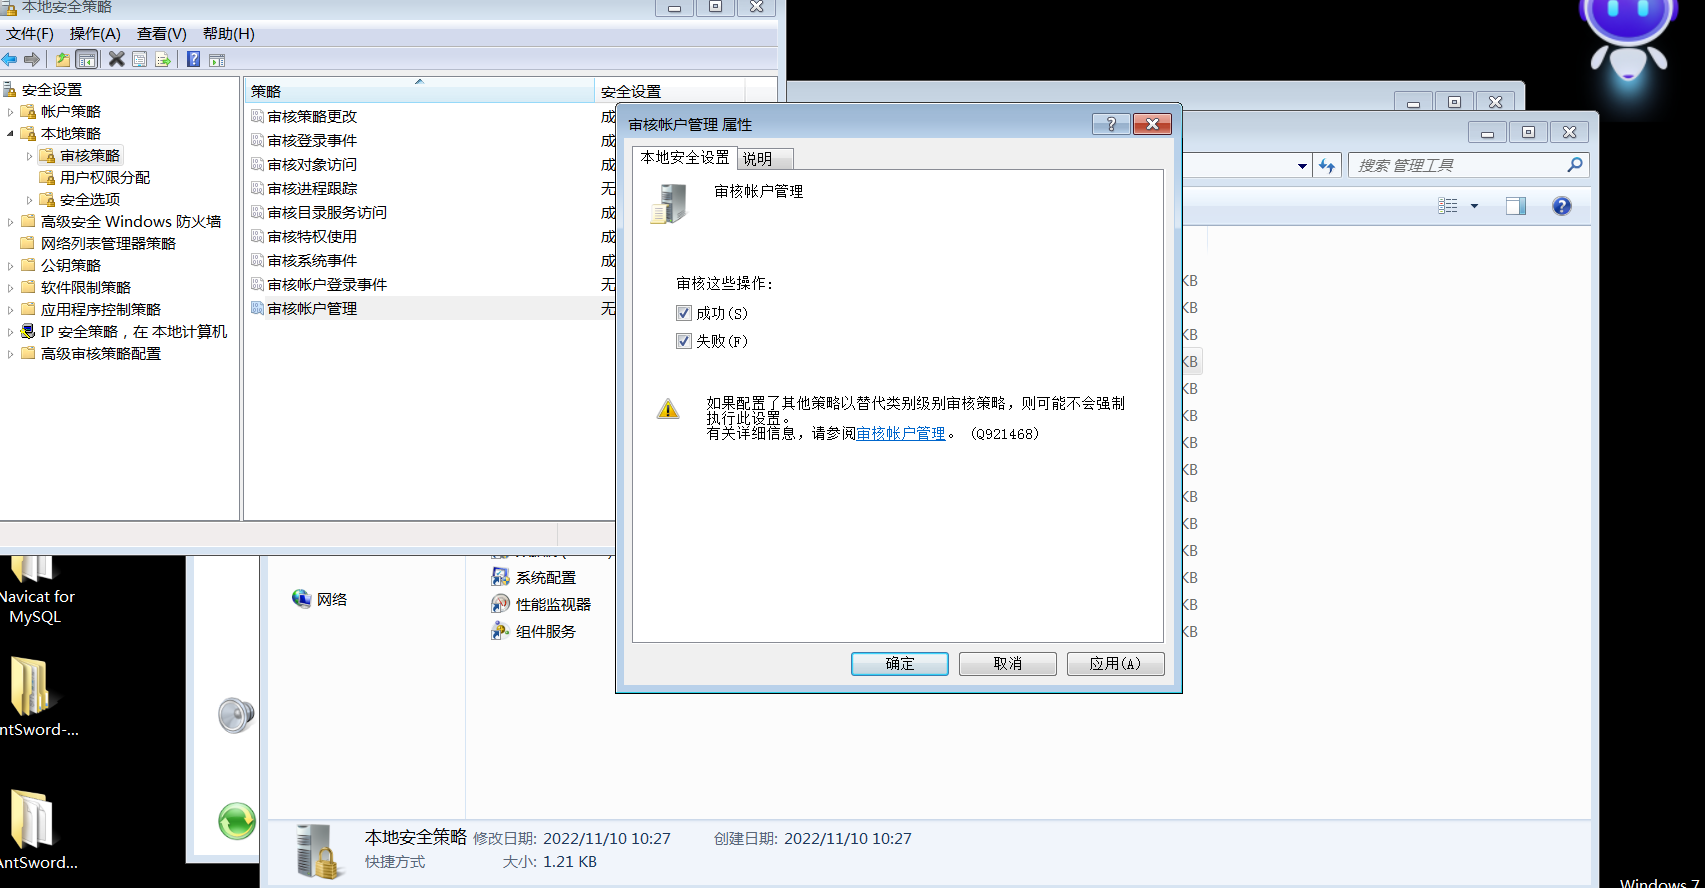 本地安全策略
文件(F) 操作(A) 查看(V) 帮助(H)
安全设置
帐户策略
本地策略
审核策略
用户权限分配
安全选项
高级安全 Windows 防火墙
网络列表管理器策略
公钥策略
软件限制策略
应用程序控制策略
IP 安全策略，在 本地计算机
高级审核策略配置
策略 安全设置
审核策略更改 成
审核登录事件 成
审核对象访问 成
审核进程跟踪 无
审核目录服务访问 成
审核特权使用 成
审核系统事件 成
审核帐户登录事件 无
审核帐户管理 无
审核帐户管理 属性
?
本地安全设置 说明
审核帐户管理
审核这些操作:
成功(S)
失败(F)
如果配置了其他策略以替代类别级别审核策略，则可能不会强制
执行此设置。
有关详细信息，请参阅审核帐户管理。 (Q921468)
确定 取消 应用(A)
搜索 管理工具
KB
KB
KB
KB
KB
KB
KB
KB
KB
KB
KB
KB
KB
KB
网络
系统配置
性能监视器
组件服务
本地安全策略 修改日期: 2022/11/10 10:27 创建日期: 2022/11/10 10:27
快捷方式 大小: 1.21 KB
Navicat for
MySQL
ntSword-...
AntSword...
Windows 7